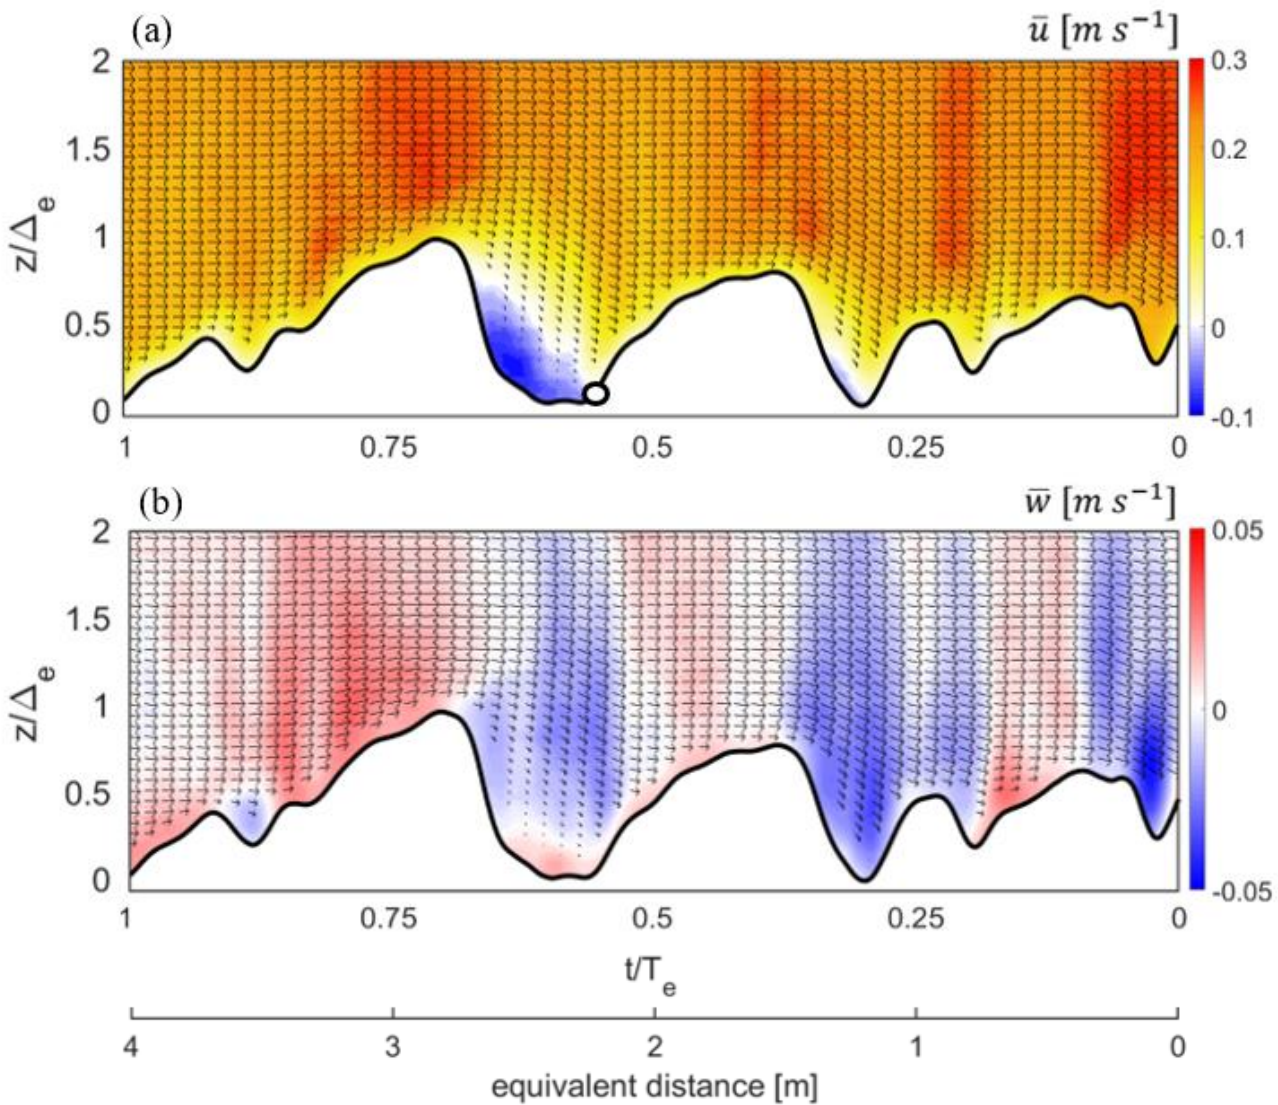 (a)
ū [m s⁻¹]
2
1.5
1
0.5
0
z/Δₑ
0.3
0.2
0.1
0
-0.1
1 0.75 0.5 0.25 0
(b)
w̄ [m s⁻¹]
2
1.5
1
0.5
0
z/Δₑ
0.05
0
-0.05
1 0.75 0.5 0.25 0
t/Tₑ
4 3 2 1 0
equivalent distance [m]